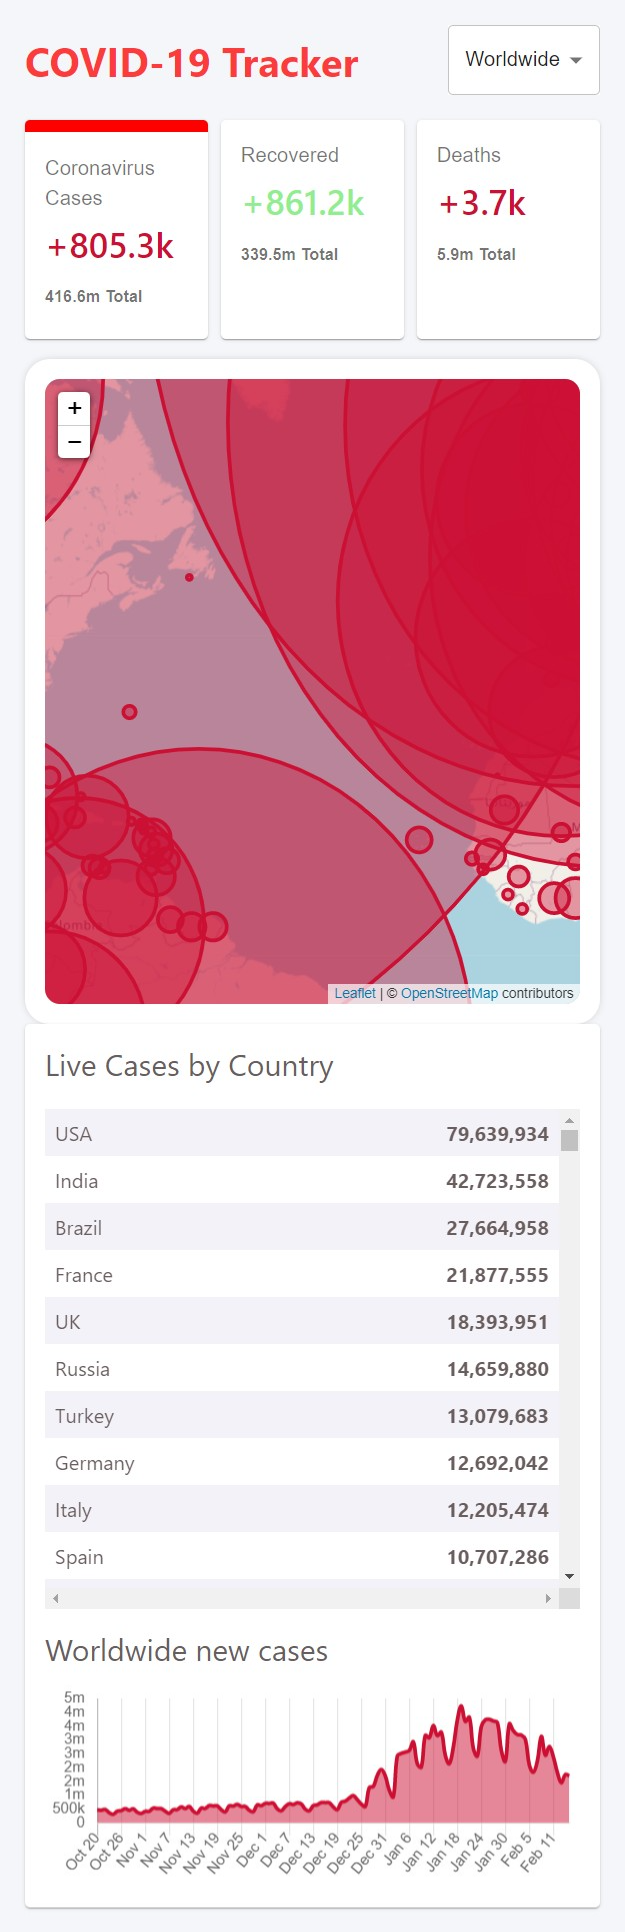 COVID-19 Tracker
Worldwide
Coronavirus
Cases
+805.3k
416.6m Total
Recovered
+861.2k
339.5m Total
Deaths
+3.7k
5.9m Total
+
−
Leaflet | © OpenStreetMap contributors
Live Cases by Country
USA 79,639,934
India 42,723,558
Brazil 27,664,958
France 21,877,555
UK 18,393,951
Russia 14,659,880
Turkey 13,079,683
Germany 12,692,042
Italy 12,205,474
Spain 10,707,286
Worldwide new cases
5m
4m
4m
3m
3m
2m
2m
1m
500k
0
Oct 20
Oct 26
Nov 1
Nov 7
Nov 13
Nov 19
Nov 25
Dec 1
Dec 7
Dec 13
Dec 19
Dec 25
Dec 31
Jan 6
Jan 12
Jan 18
Jan 24
Jan 30
Feb 5
Feb 11